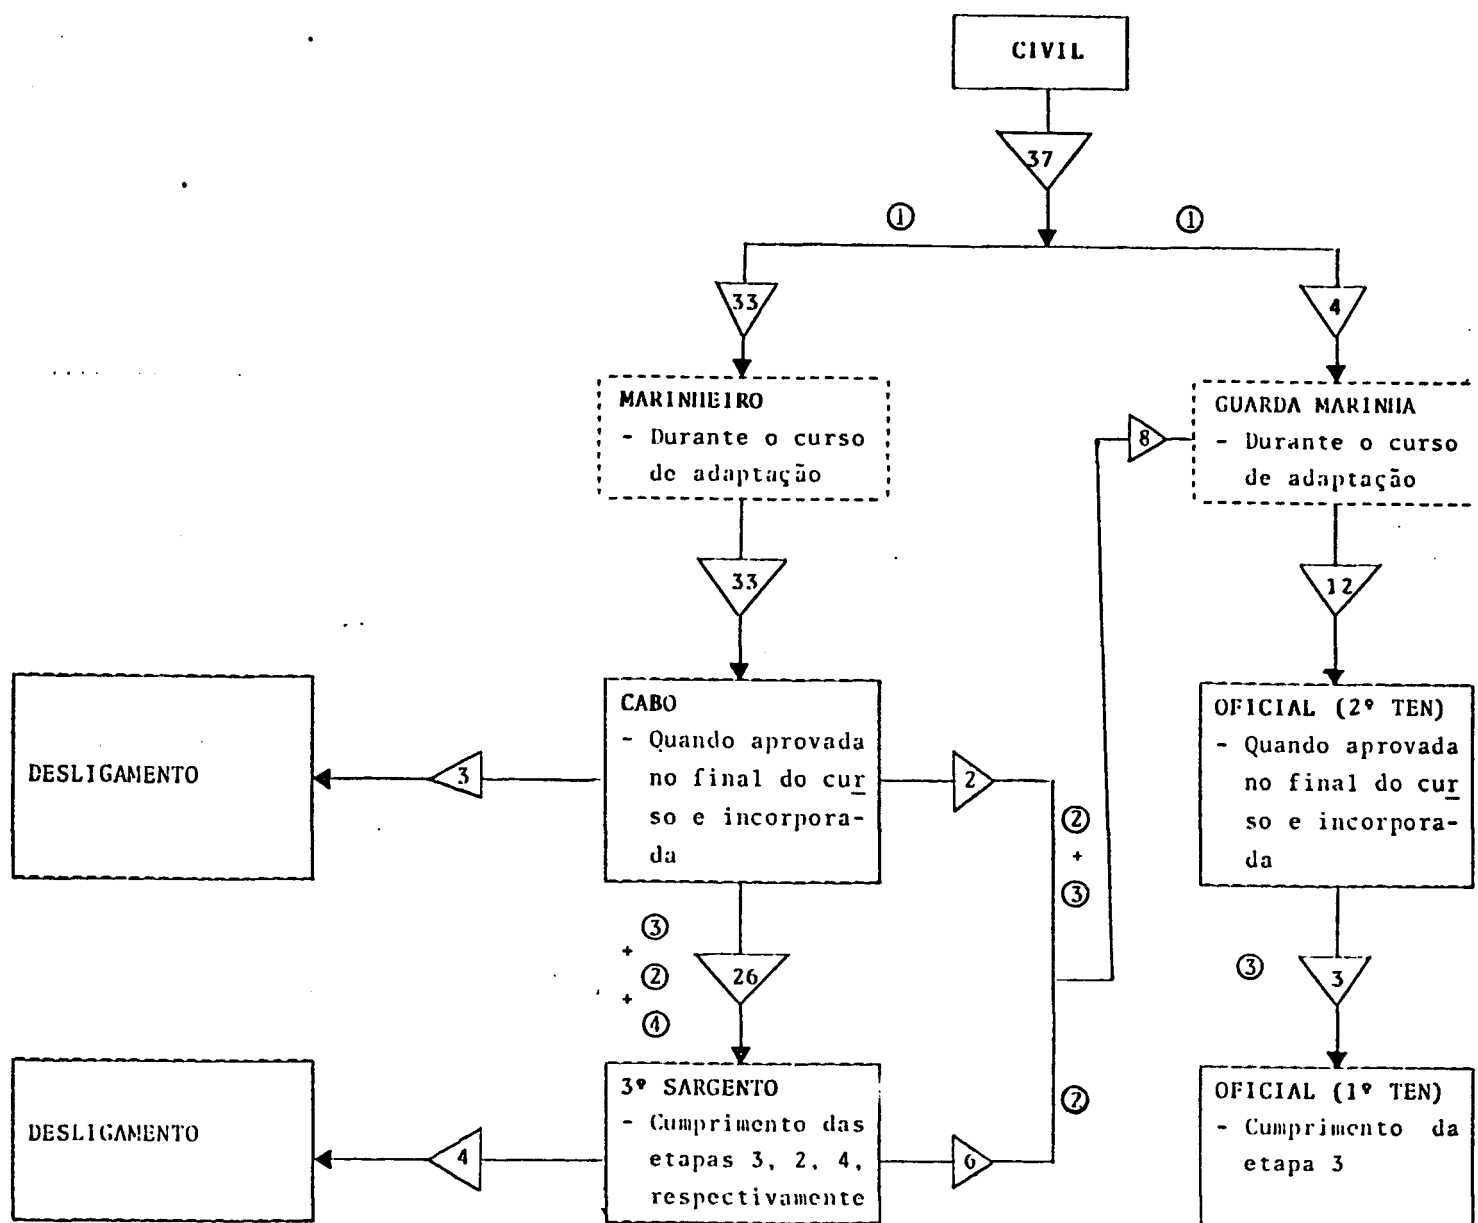 CIVIL
37
① ①
33
4
MARINHEIRO
- Durante o curso
de adaptação
8
GUARDA MARINHA
- Durante o curso
de adaptação
33
12
DESLIGAMENTO
3
CABO
- Quando aprovada
no final do cur
so e incorpora-
da
2
②
+
③
OFICIAL (2º TEN)
- Quando aprovada
no final do cur
so e incorpora-
da
③
+
②
+
④
26
③
3
DESLIGAMENTO
4
3º SARGENTO
- Cumprimento das
etapas 3, 2, 4,
respectivamente
6
②
OFICIAL (1º TEN)
- Cumprimento da
etapa 3